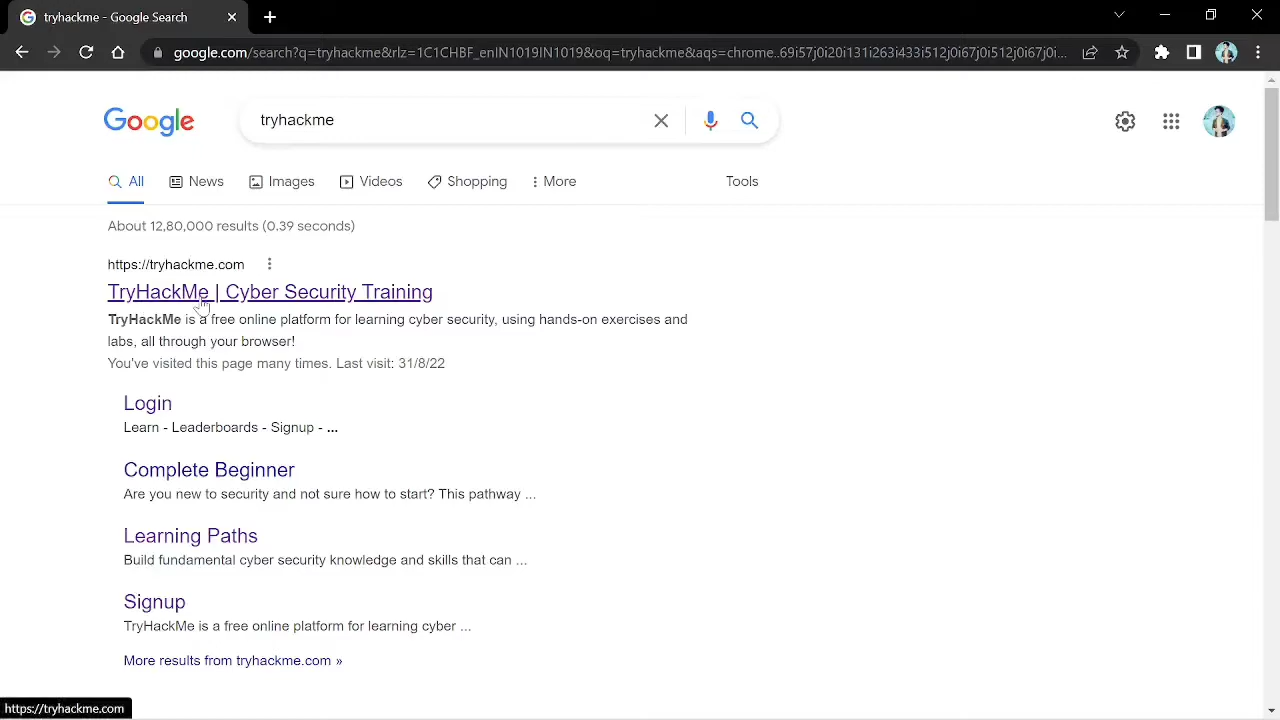 tryhackme - Google Search
google.com/search?q=tryhackme&rlz=1C1CHBF_enIN1019IN1019&oq=tryhackme&aqs=chrome..69i57j0i20i131i263i433i512j0i67j0i512j0i67j0i...
Google
tryhackme
All News Images Videos Shopping More Tools
About 12,80,000 results (0.39 seconds)
https://tryhackme.com
TryHackMe | Cyber Security Training
TryHackMe is a free online platform for learning cyber security, using hands-on exercises and
labs, all through your browser!
You've visited this page many times. Last visit: 31/8/22
Login
Learn - Leaderboards - Signup - ...
Complete Beginner
Are you new to security and not sure how to start? This pathway ...
Learning Paths
Build fundamental cyber security knowledge and skills that can ...
Signup
TryHackMe is a free online platform for learning cyber ...
More results from tryhackme.com »
https://tryhackme.com